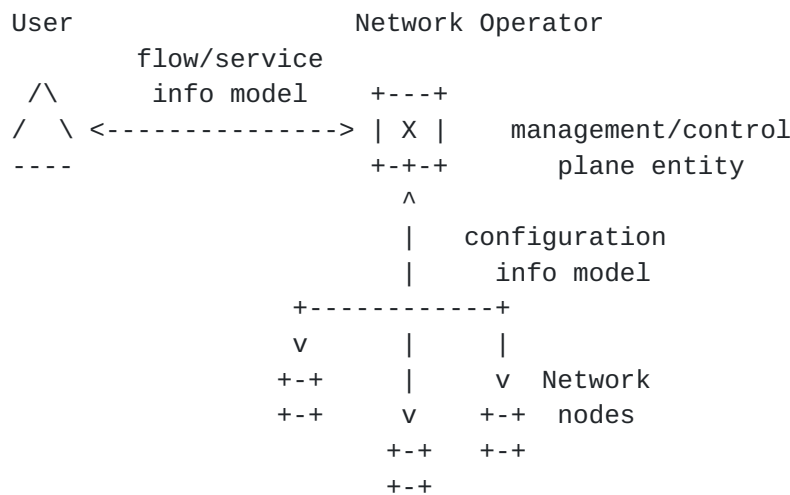 User                  Network Operator
        flow/service
 /\      info model    +---+
/  \ <---------------> | X |    management/control
----                   +-+-+       plane entity
                         ^
                         |   configuration
                         |     info model
                  +------------+
                  v      |     |
                 +-+     |     v  Network
                 +-+     v    +-+  nodes
                        +-+   +-+
                        +-+